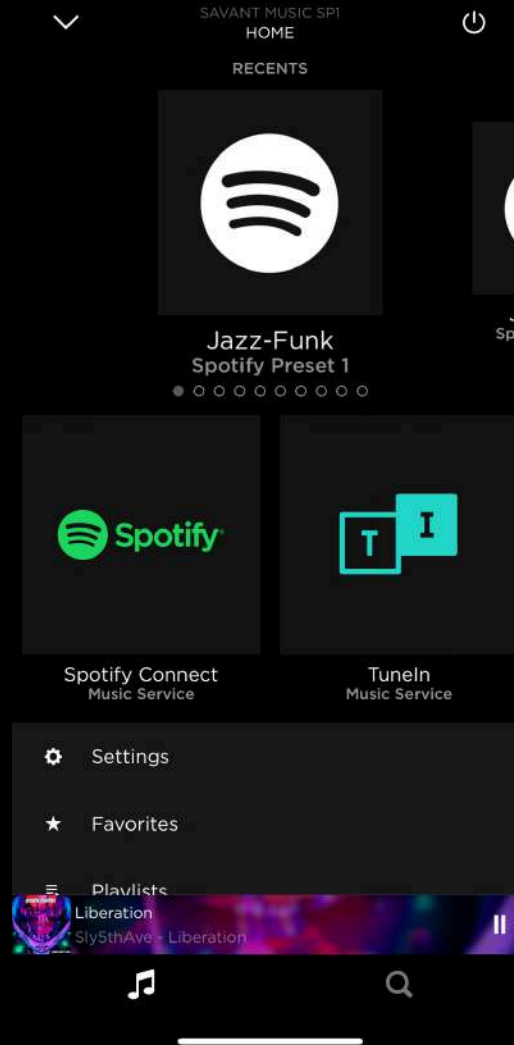 SAVANT MUSIC SP1
HOME
RECENTS
Jazz-Funk
Spotify Preset 1
Sp
Spotify
T I
Spotify Connect
Music Service
TuneIn
Music Service
Settings
Favorites
Playlists
Liberation
Sly5thAve - Liberation